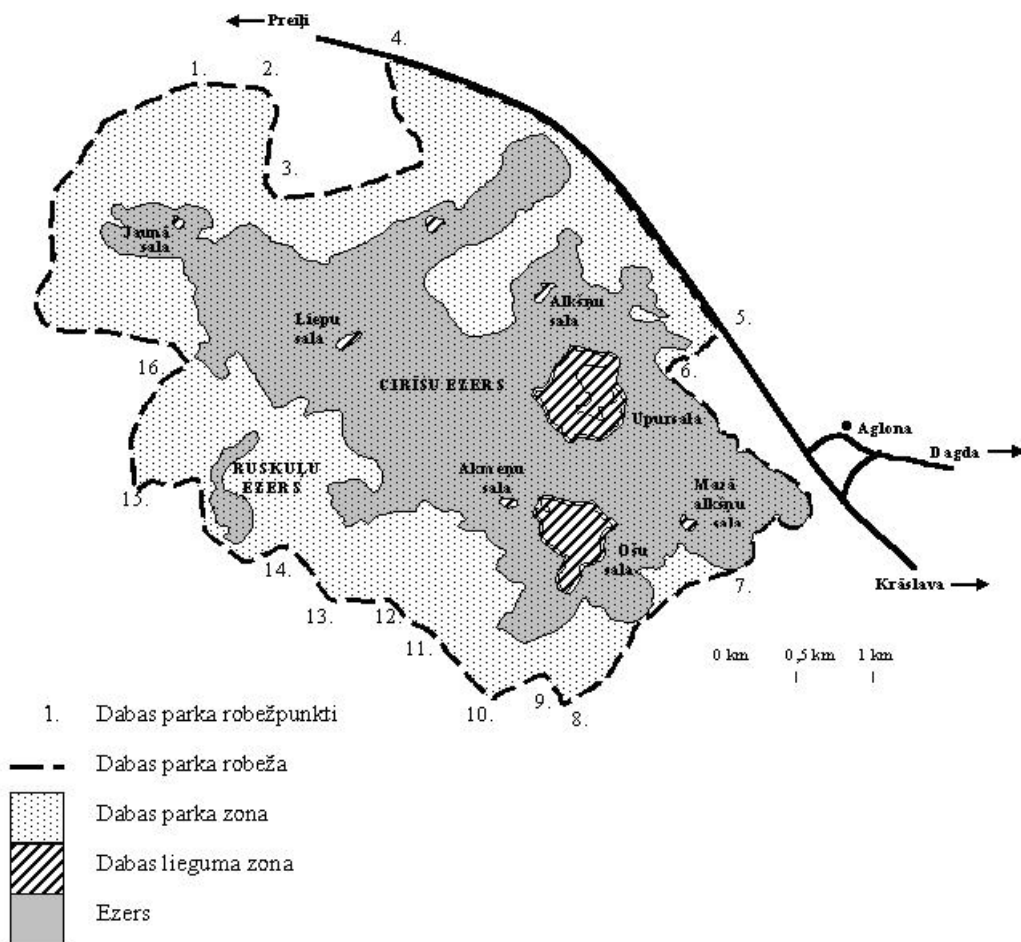 Preiļi
4.
1.
2.
3.
Jaunā
sala
Liepu
sala
Alkšņu
sala
5.
16.
6.
CIRĪŠU EZERS
Upursala
Aglona
Dagda
RUSKUĻU
EZERS
15.
Akmeņu
sala
Mazā
alkšņu
sala
Ošu
sala
14.
7.
Krāslava
13.
12.
11.
0 km 0,5 km 1 km
10.
9.
8.
1. Dabas parka robežpunkti
Dabas parka robeža
Dabas parka zona
Dabas lieguma zona
Ezers